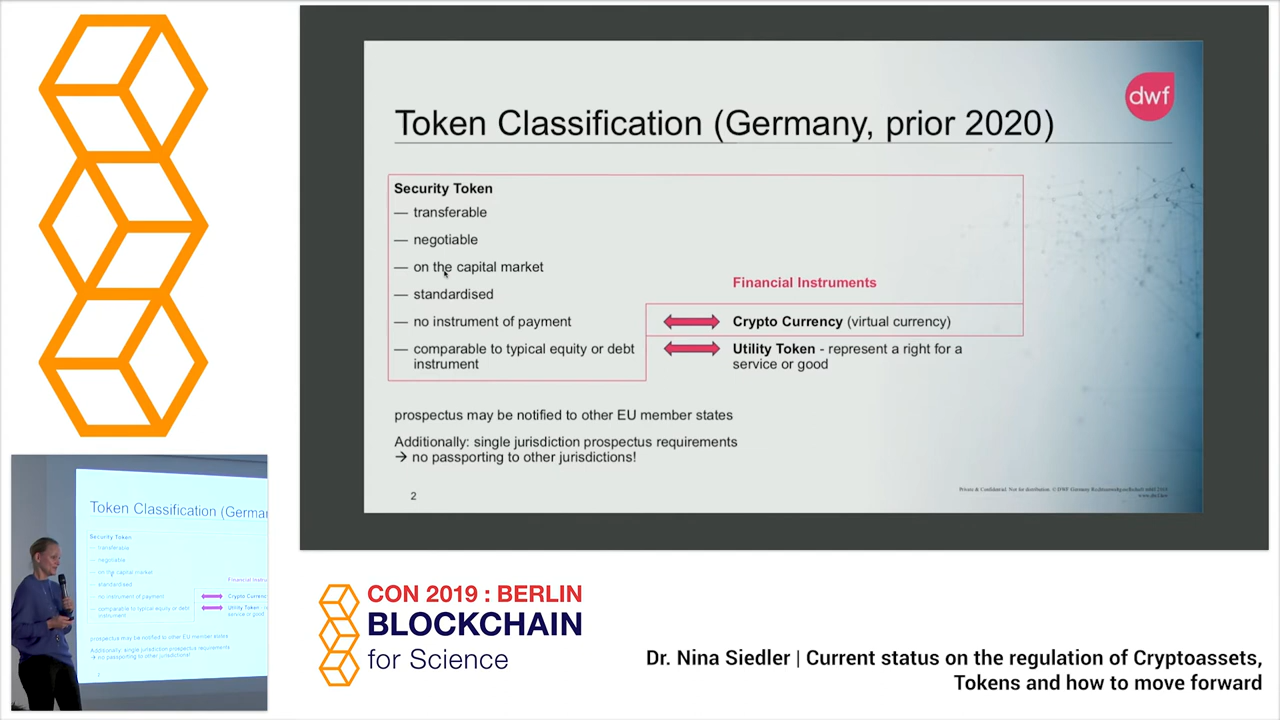 dwf
Token Classification (Germany, prior 2020)
Security Token
— transferable
— negotiable
— on the capital market
— standardised
— no instrument of payment
— comparable to typical equity or debt
instrument
Financial Instruments
Crypto Currency (virtual currency)
Utility Token - represent a right for a
service or good
prospectus may be notified to other EU member states
Additionally: single jurisdiction prospectus requirements
→ no passporting to other jurisdictions!
2
Token Classification (German
Security Token
— transferable
— negotiable
— on the capital market
— standardised
— no instrument of payment
— comparable to typical equity or debt
instrument
Crypto Currenc
Utility Token -
service or good
prospectus may be notified to other EU member states
Additionally: single jurisdiction prospectus requirements
→ no passporting to other jurisdictions!
CON 2019 : BERLIN
BLOCKCHAIN
for Science
Dr. Nina Siedler | Current status on the regulation of Cryptoassets,
Tokens and how to move forward